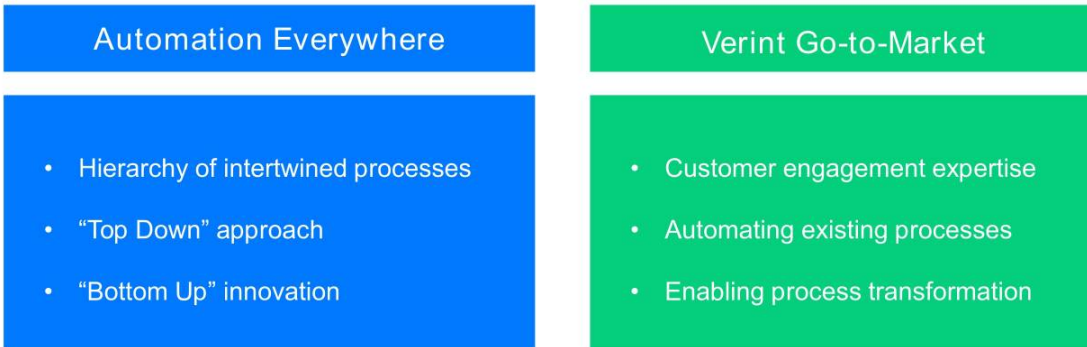 Automation Everywhere
• Hierarchy of intertwined processes
• “Top Down” approach
• “Bottom Up” innovation
Verint Go-to-Market
• Customer engagement expertise
• Automating existing processes
• Enabling process transformation